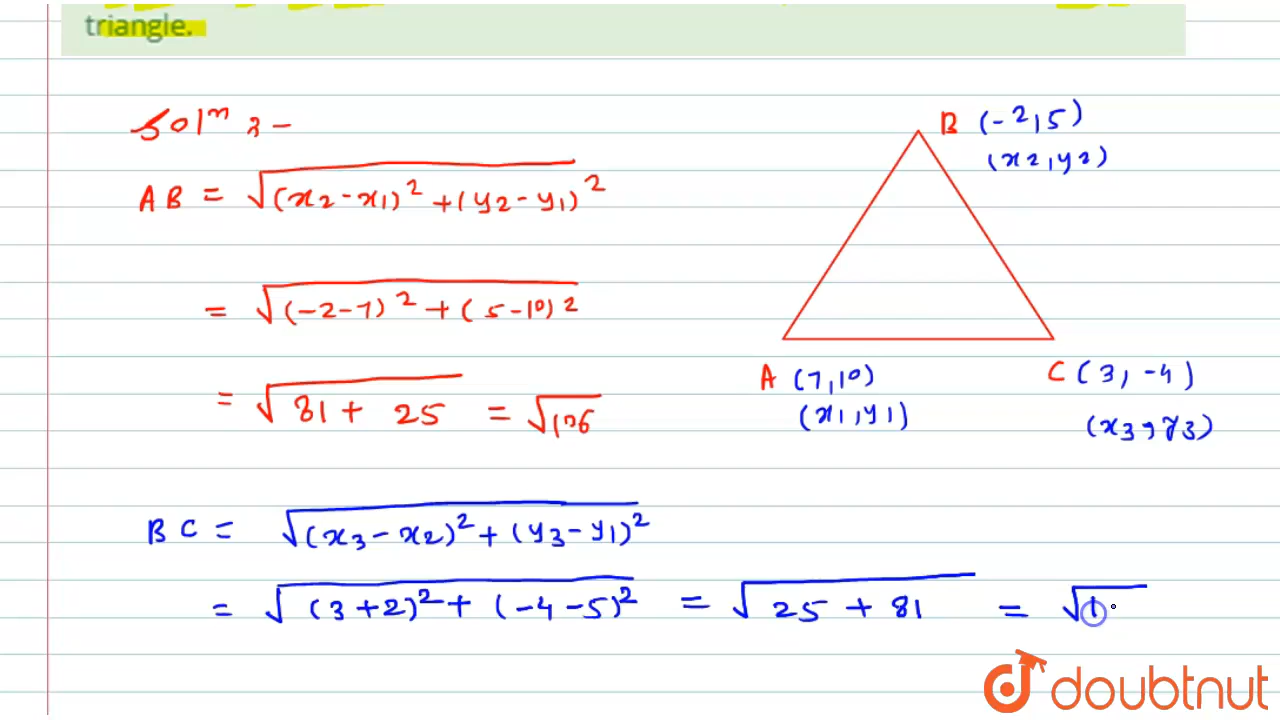 triangle.
Solⁿ :-
AB = √(x2-x1)² + (y2-y1)²
= √(-2-7)² + (5-10)²
= √81 + 25 = √106
B (-2,5)
(x2,y2)
A (7,10)
(x1,y1)
C (3,-4)
(x3,y3)
BC = √(x3-x2)² + (y3-y1)²
= √(3+2)² + (-4-5)² = √25 + 81 = √1
doubtnut